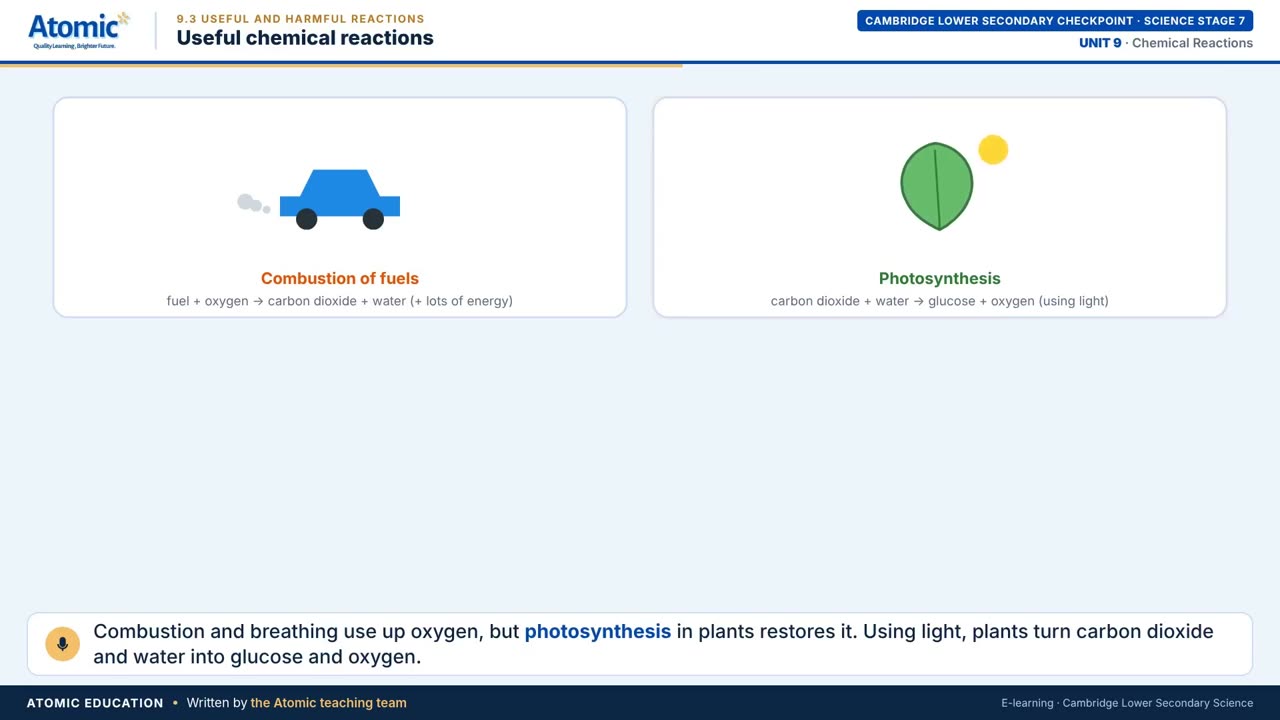 Atomic
Quality Learning, Brighter Future.
9.3 USEFUL AND HARMFUL REACTIONS
Useful chemical reactions
CAMBRIDGE LOWER SECONDARY CHECKPOINT · SCIENCE STAGE 7
UNIT 9 · Chemical Reactions
Combustion of fuels
fuel + oxygen → carbon dioxide + water (+ lots of energy)
Photosynthesis
carbon dioxide + water → glucose + oxygen (using light)
Combustion and breathing use up oxygen, but photosynthesis in plants restores it. Using light, plants turn carbon dioxide
and water into glucose and oxygen.
ATOMIC EDUCATION • Written by the Atomic teaching team
E-learning · Cambridge Lower Secondary Science